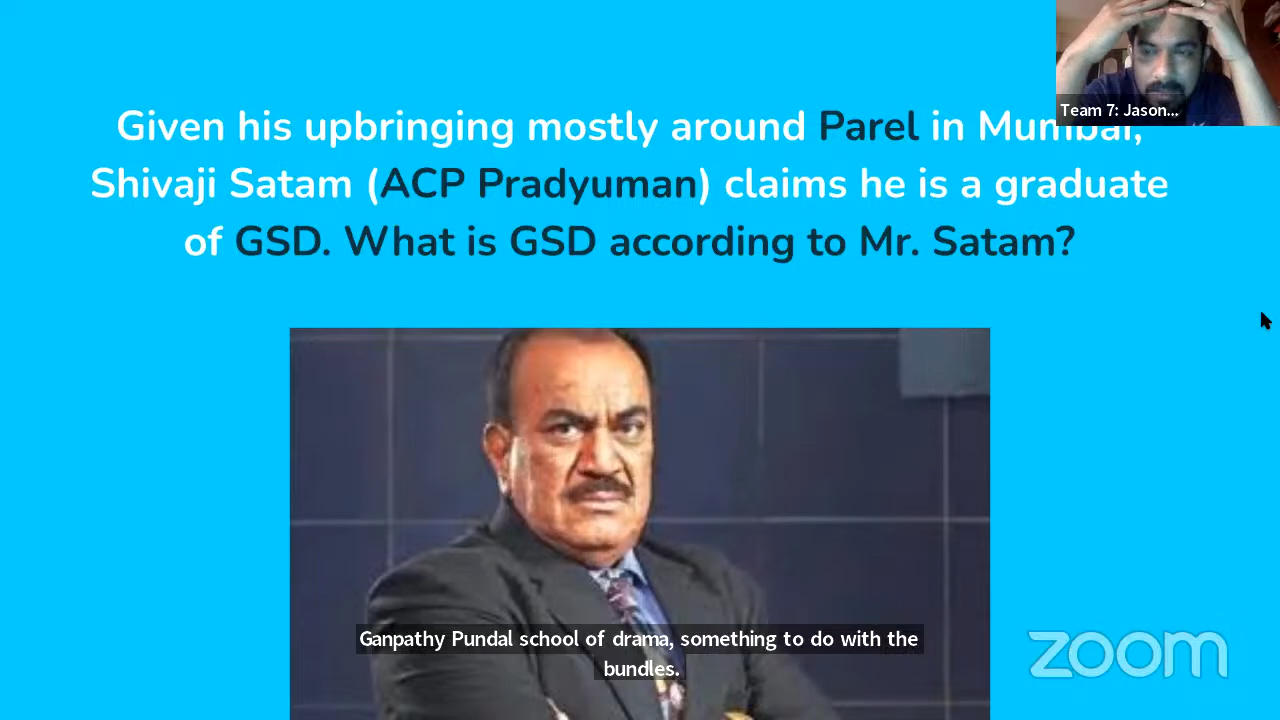 Team 7: Jason...
Given his upbringing mostly around Parel in Mumbai,
Shivaji Satam (ACP Pradyuman) claims he is a graduate
of GSD. What is GSD according to Mr. Satam?
Ganpathy Pundal school of drama, something to do with the
bundles.
zoom